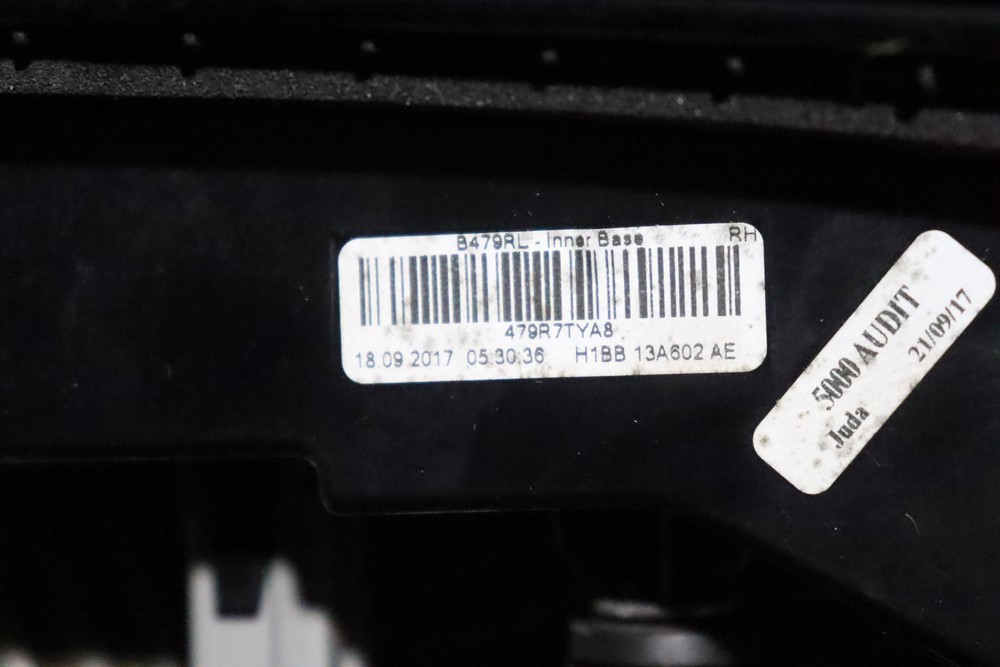 B479RL - Inner Base RH
479R7TYA8
18.09.2017 05:30:36 H1BB 13A602 AE
5000 AUDIT
Juda 21/09/17